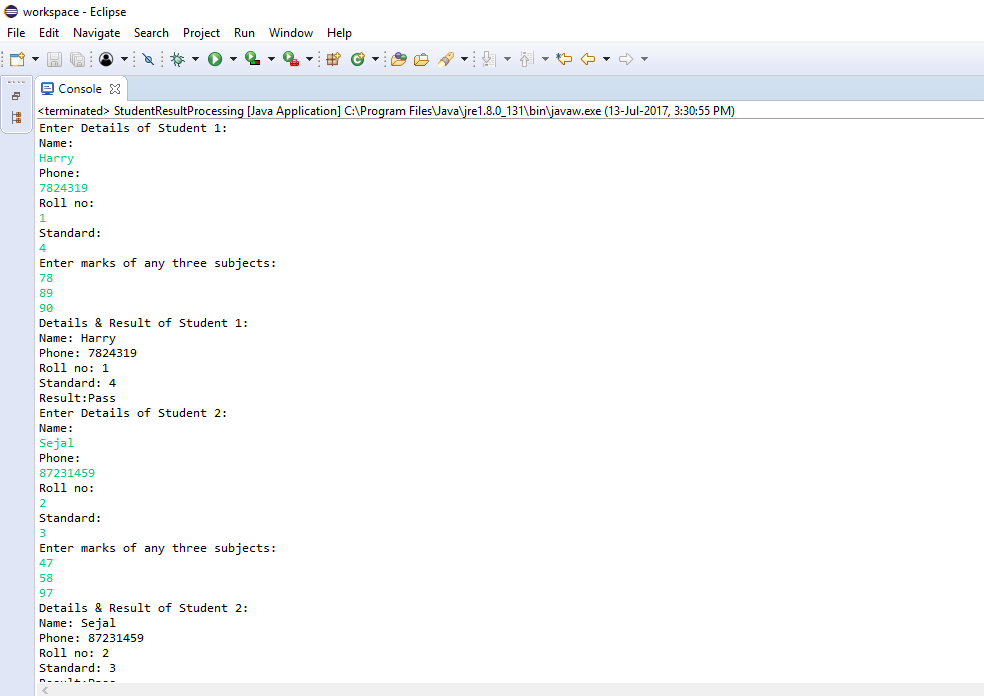 workspace - Eclipse
File Edit Navigate Search Project Run Window Help
Console
<terminated> StudentResultProcessing [Java Application] C:\Program Files\Java\jre1.8.0_131\bin\javaw.exe (13-Jul-2017, 3:30:55 PM)
Enter Details of Student 1:
Name:
Harry
Phone:
7824319
Roll no:
1
Standard:
4
Enter marks of any three subjects:
78
89
90
Details & Result of Student 1:
Name: Harry
Phone: 7824319
Roll no: 1
Standard: 4
Result:Pass
Enter Details of Student 2:
Name:
Sejal
Phone:
87231459
Roll no:
2
Standard:
3
Enter marks of any three subjects:
47
58
97
Details & Result of Student 2:
Name: Sejal
Phone: 87231459
Roll no: 2
Standard: 3
Result:Pass